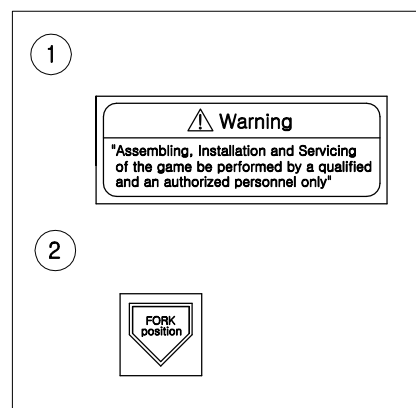 1
Warning
"Assembling, Installation and Servicing
of the game be performed by a qualified
and an authorized personnel only"
2
FORK
position